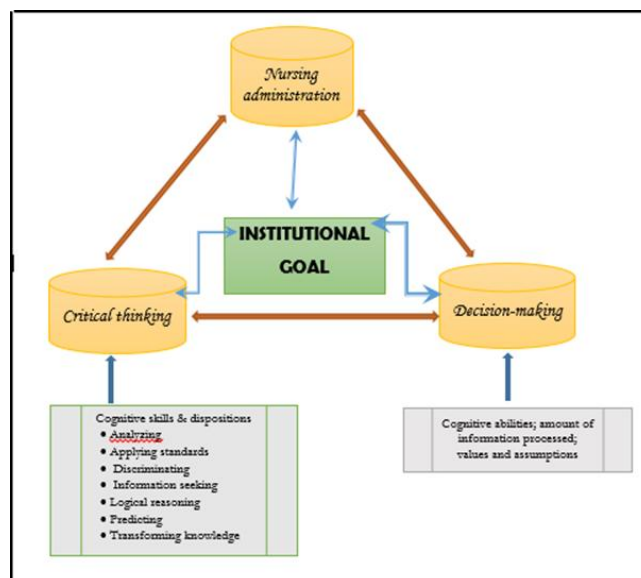 Nursing
administration
INSTITUTIONAL
GOAL
Critical thinking
Decision-making
Cognitive skills & dispositions
• Analyzing
• Applying standards
• Discriminating
• Information seeking
• Logical reasoning
• Predicting
• Transforming knowledge
Cognitive abilities; amount of
information processed;
values and assumptions